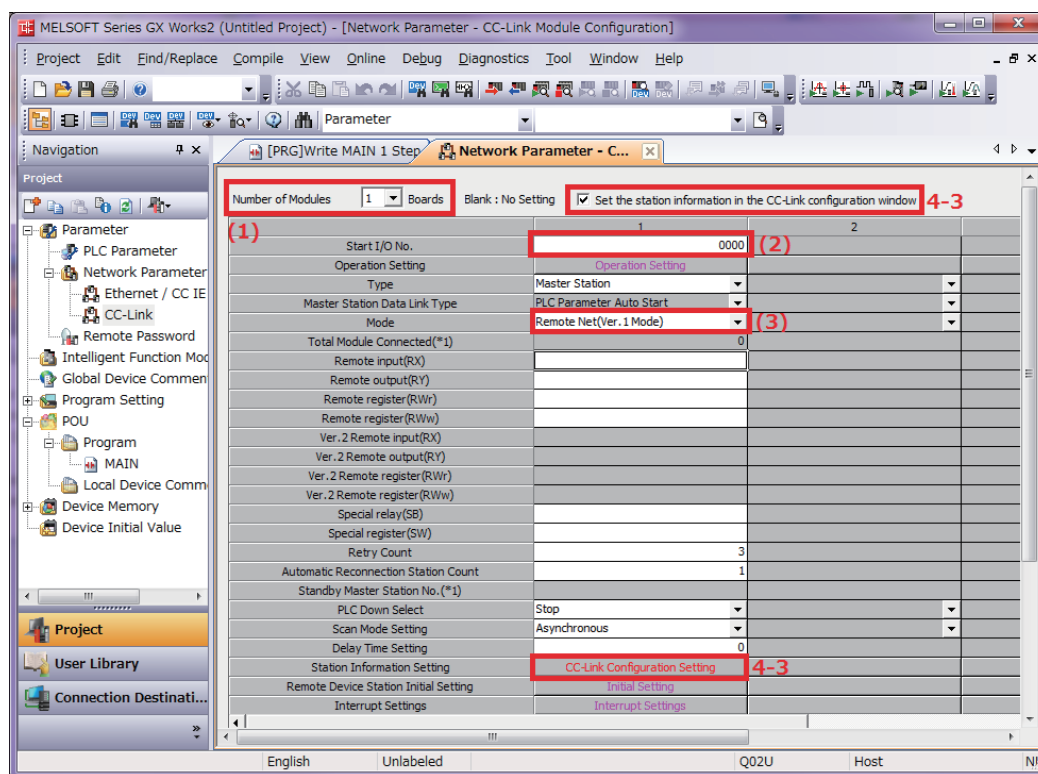 MELSOFT Series GX Works2 (Untitled Project) - [Network Parameter - CC-Link Module Configuration]
Project Edit Find/Replace Compile View Online Debug Diagnostics Tool Window Help
Parameter
Navigation
[PRG]Write MAIN 1 Step
Network Parameter - C...
Project
Parameter
PLC Parameter
Network Parameter
Ethernet / CC IE
CC-Link
Remote Password
Intelligent Function Mod
Global Device Commen
Program Setting
POU
Program
MAIN
Local Device Comm
Device Memory
Device Initial Value
Project
User Library
Connection Destinati...
Number of Modules 1 Boards Blank : No Setting Set the station information in the CC-Link configuration window 4-3
(1) 1 2
Start I/O No. 0000 (2)
Operation Setting Operation Setting
Type Master Station
Master Station Data Link Type PLC Parameter Auto Start
Mode Remote Net(Ver.1 Mode) (3)
Total Module Connected(*1) 0
Remote input(RX)
Remote output(RY)
Remote register(RWr)
Remote register(RWw)
Ver.2 Remote input(RX)
Ver.2 Remote output(RY)
Ver.2 Remote register(RWr)
Ver.2 Remote register(RWw)
Special relay(SB)
Special register(SW)
Retry Count 3
Automatic Reconnection Station Count 1
Standby Master Station No.(*1)
PLC Down Select Stop
Scan Mode Setting Asynchronous
Delay Time Setting 0
Station Information Setting CC-Link Configuration Setting 4-3
Remote Device Station Initial Setting Initial Setting
Interrupt Settings Interrupt Settings
English Unlabeled Q02U Host